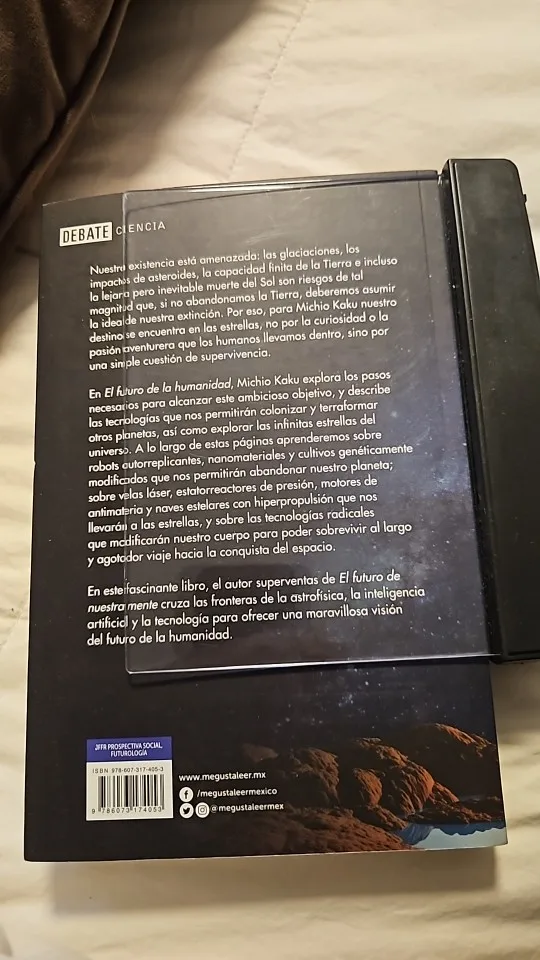 DEBATE CIENCIA
Nuestra existencia está amenazada: las glaciaciones, los
impactos de asteroides, la capacidad finita de la Tierra e incluso
la lejana pero inevitable muerte del Sol son riesgos de tal
magnitud que, si no abandonamos la Tierra, deberemos asumir
la idea de nuestra extinción. Por eso, para Michio Kaku nuestro
destino se encuentra en las estrellas, no por la curiosidad o la
pasión aventurera que los humanos llevamos dentro, sino por
una simple cuestión de supervivencia.
En El futuro de la humanidad, Michio Kaku explora los pasos
necesarios para alcanzar este ambicioso objetivo, y describe
las tecnologías que nos permitirán colonizar y terraformar
otros planetas, así como explorar las infinitas estrellas del
universo. A lo largo de estas páginas aprenderemos sobre
robots autorreplicantes, nanomateriales y cultivos genéticamente
modificados que nos permitirán abandonar nuestro planeta;
sobre velas láser, estatorreactores de presión, motores de
antimateria y naves estelares con hiperpropulsión que nos
llevarán a las estrellas, y sobre las tecnologías radicales
que modificarán nuestro cuerpo para poder sobrevivir al largo
y agotador viaje hacia la conquista del espacio.
En este fascinante libro, el autor superventas de El futuro de
nuestra mente cruza las fronteras de la astrofísica, la inteligencia
artificial y la tecnología para ofrecer una maravillosa visión
del futuro de la humanidad.
JFFR PROSPECTIVA SOCIAL,
FUTUROLOGÍA
ISBN 978-607-317-405-3
9 786073 174053
www.megustaleer.mx
/megustaleermexico
@megustaleermex